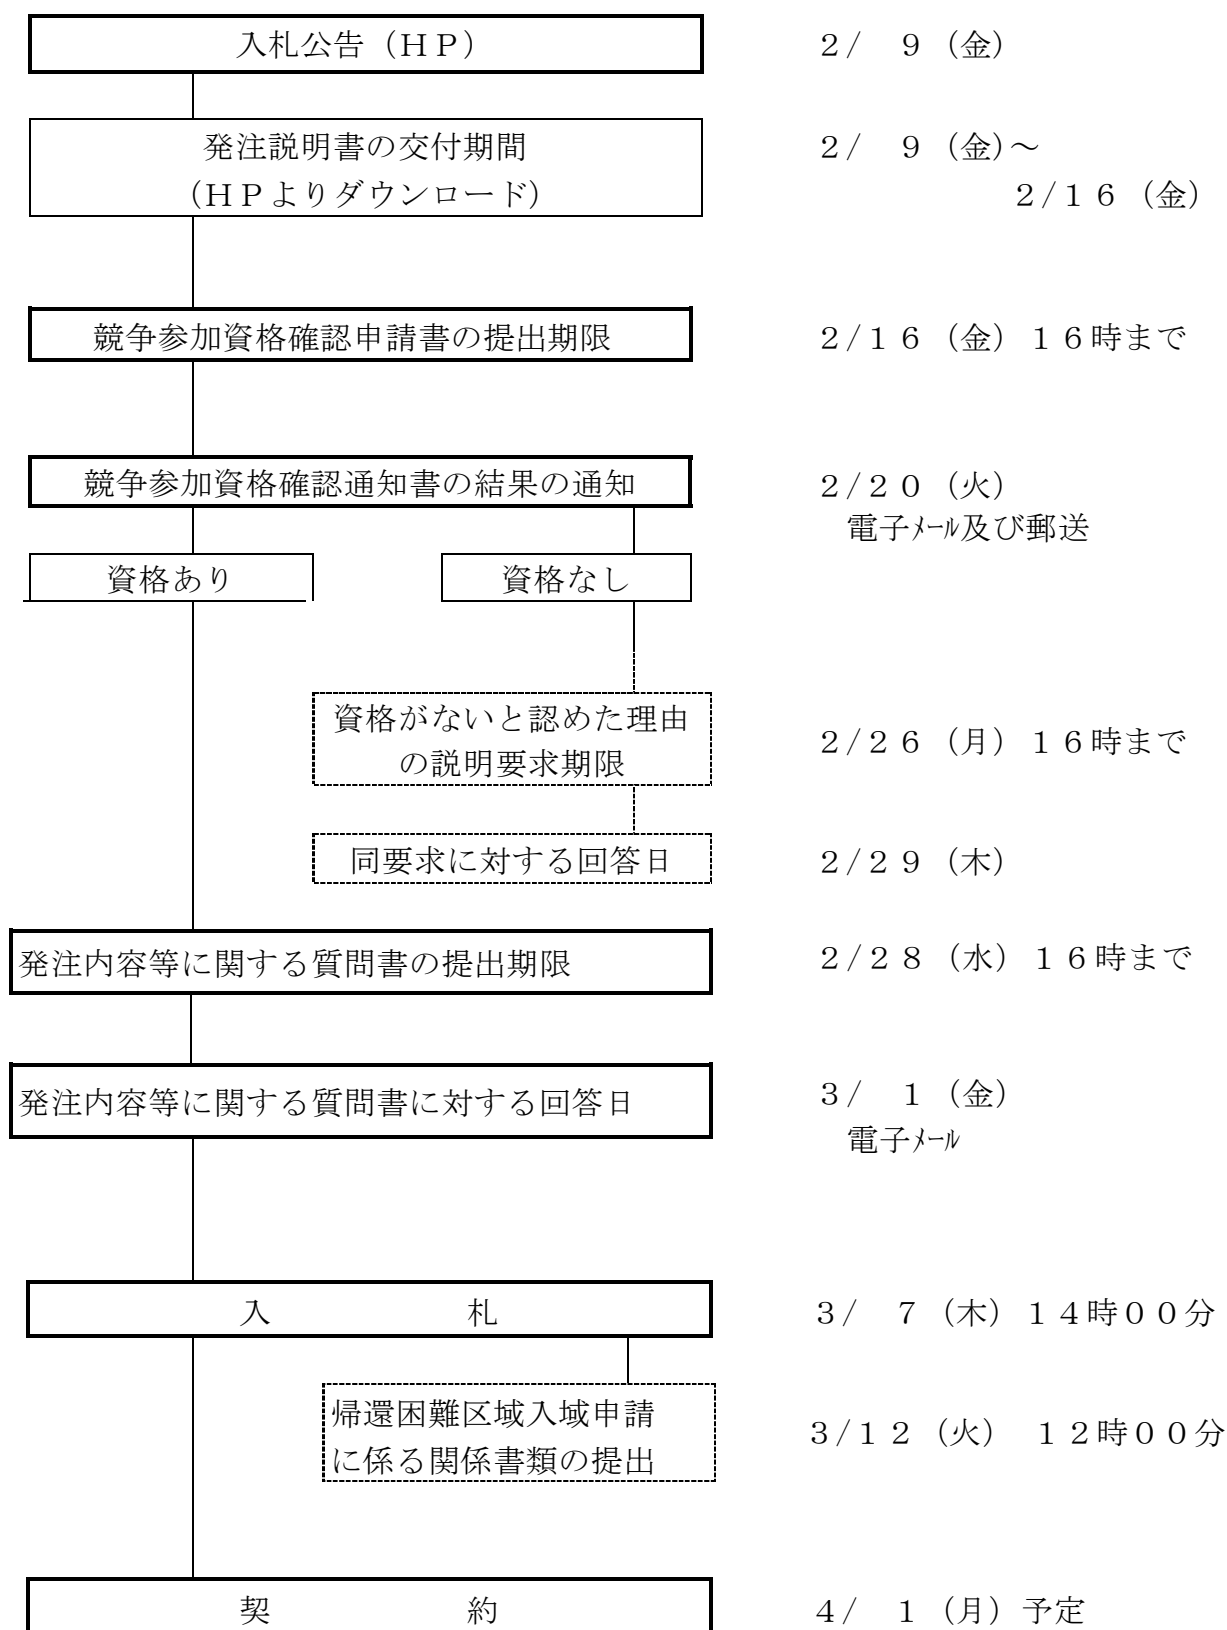 入札公告（ＨＰ）　２/　９（金）
発注説明書の交付期間　２/　９（金）～
（ＨＰよりダウンロード）　２/１６（金）
競争参加資格確認申請書の提出期限　２/１６（金）１６時まで
競争参加資格確認通知書の結果の通知　２/２０（火）
電子ﾒｰﾙ及び郵送
資格あり　資格なし
資格がないと認めた理由
の説明要求期限　２/２６（月）１６時まで
同要求に対する回答日　２/２９（木）
発注内容等に関する質問書の提出期限　２/２８（水）１６時まで
発注内容等に関する質問書に対する回答日　３/　１（金）
電子ﾒｰﾙ
入　　　　　　札　３/　７（木）１４時００分
帰還困難区域入域申請　３/１２（火）　１２時００分
に係る関係書類の提出
契　　　　　　約　４/　１（月）予定